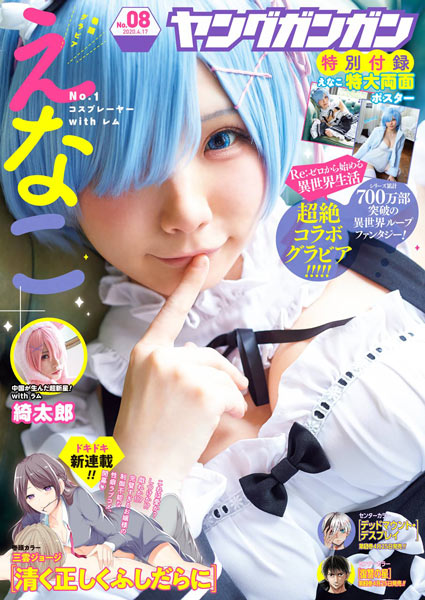 No.08
2020.4.17
ヤングガンガン
巻頭
グラビア
えなこ
No.1
コスプレーヤー
with レム
特別付録
えなこ 特大両面
ポスター
Re:ゼロから始める
異世界生活
超絶
コラボ
グラビア
!!!!!
シリーズ累計
700万部
突破の
異世界ループ
ファンタジー!
中国が生んだ超新星!
with ラム
綺太郎
ドキドキ
新連載
!!
巻頭カラー
三雲ジョージ
[清く正しくふしだらに]
センターカラー
[デッドマウント・
デスプレイ]